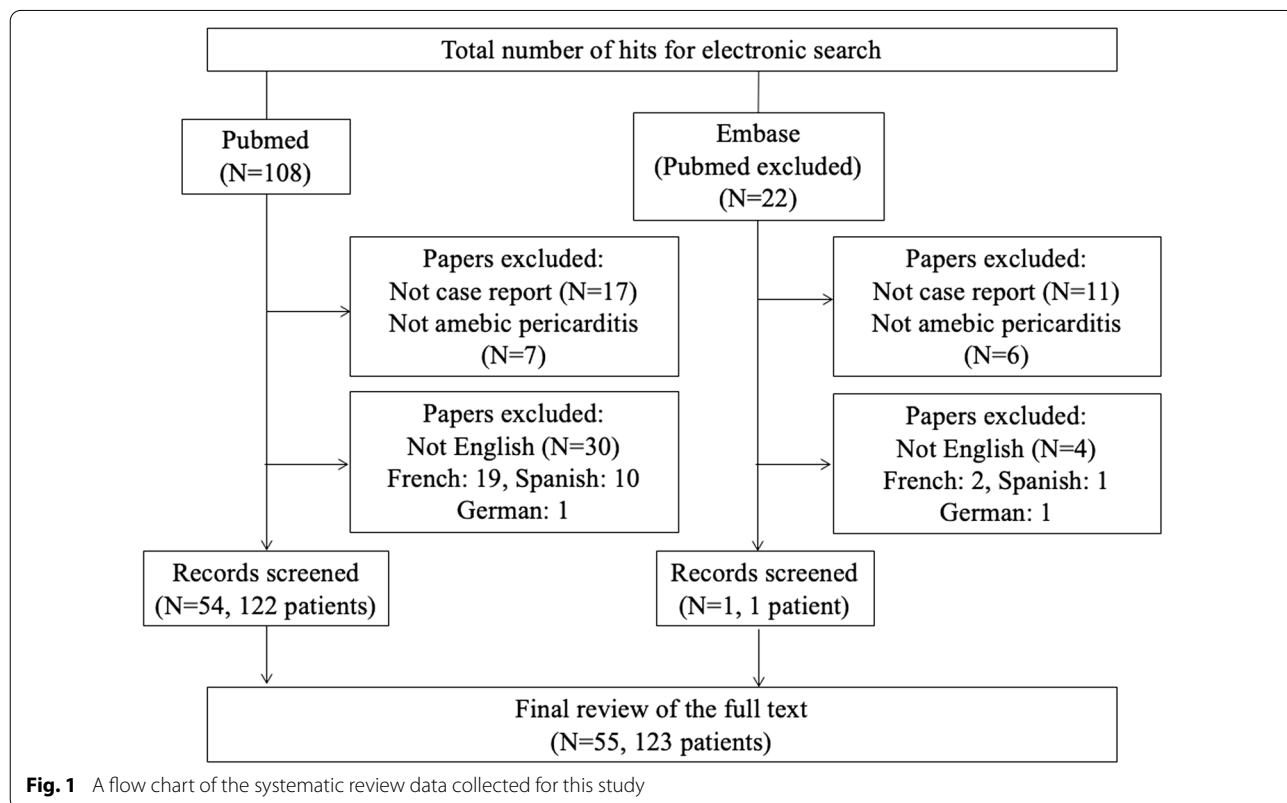 Total number of hits for electronic search
Pubmed
(N=108)
Embase
(Pubmed excluded)
(N=22)
Papers excluded:
Not case report (N=17)
Not amebic pericarditis
(N=7)
Papers excluded:
Not case report (N=11)
Not amebic pericarditis
(N=6)
Papers excluded:
Not English (N=30)
French: 19, Spanish: 10
German: 1
Papers excluded:
Not English (N=4)
French: 2, Spanish: 1
German: 1
Records screened
(N=54, 122 patients)
Records screened
(N=1, 1 patient)
Final review of the full text
(N=55, 123 patients)
Fig. 1 A flow chart of the systematic review data collected for this study